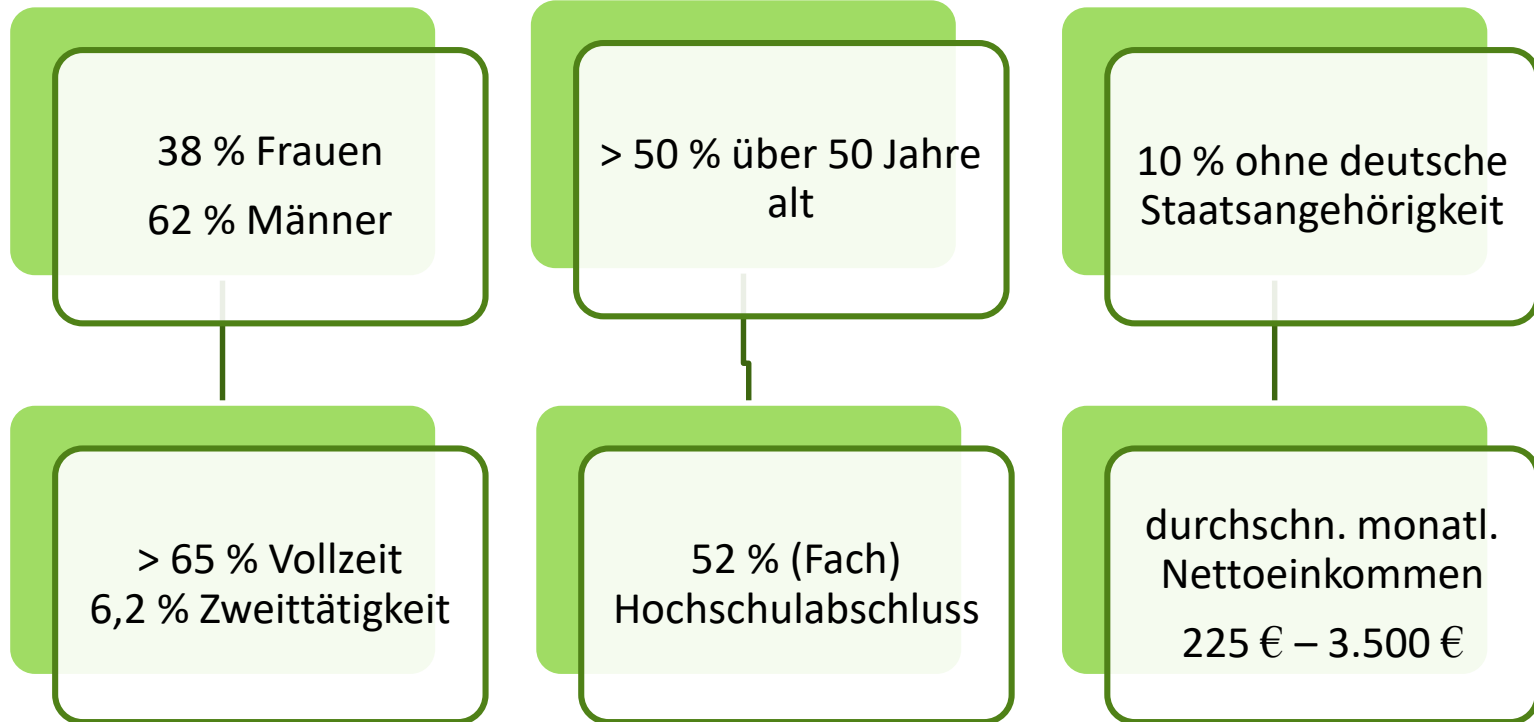 38 % Frauen
62 % Männer
> 50 % über 50 Jahre
alt
10 % ohne deutsche
Staatsangehörigkeit
> 65 % Vollzeit
6,2 % Zweittätigkeit
52 % (Fach)
Hochschulabschluss
durchschn. monatl.
Nettoeinkommen
225 € – 3.500 €